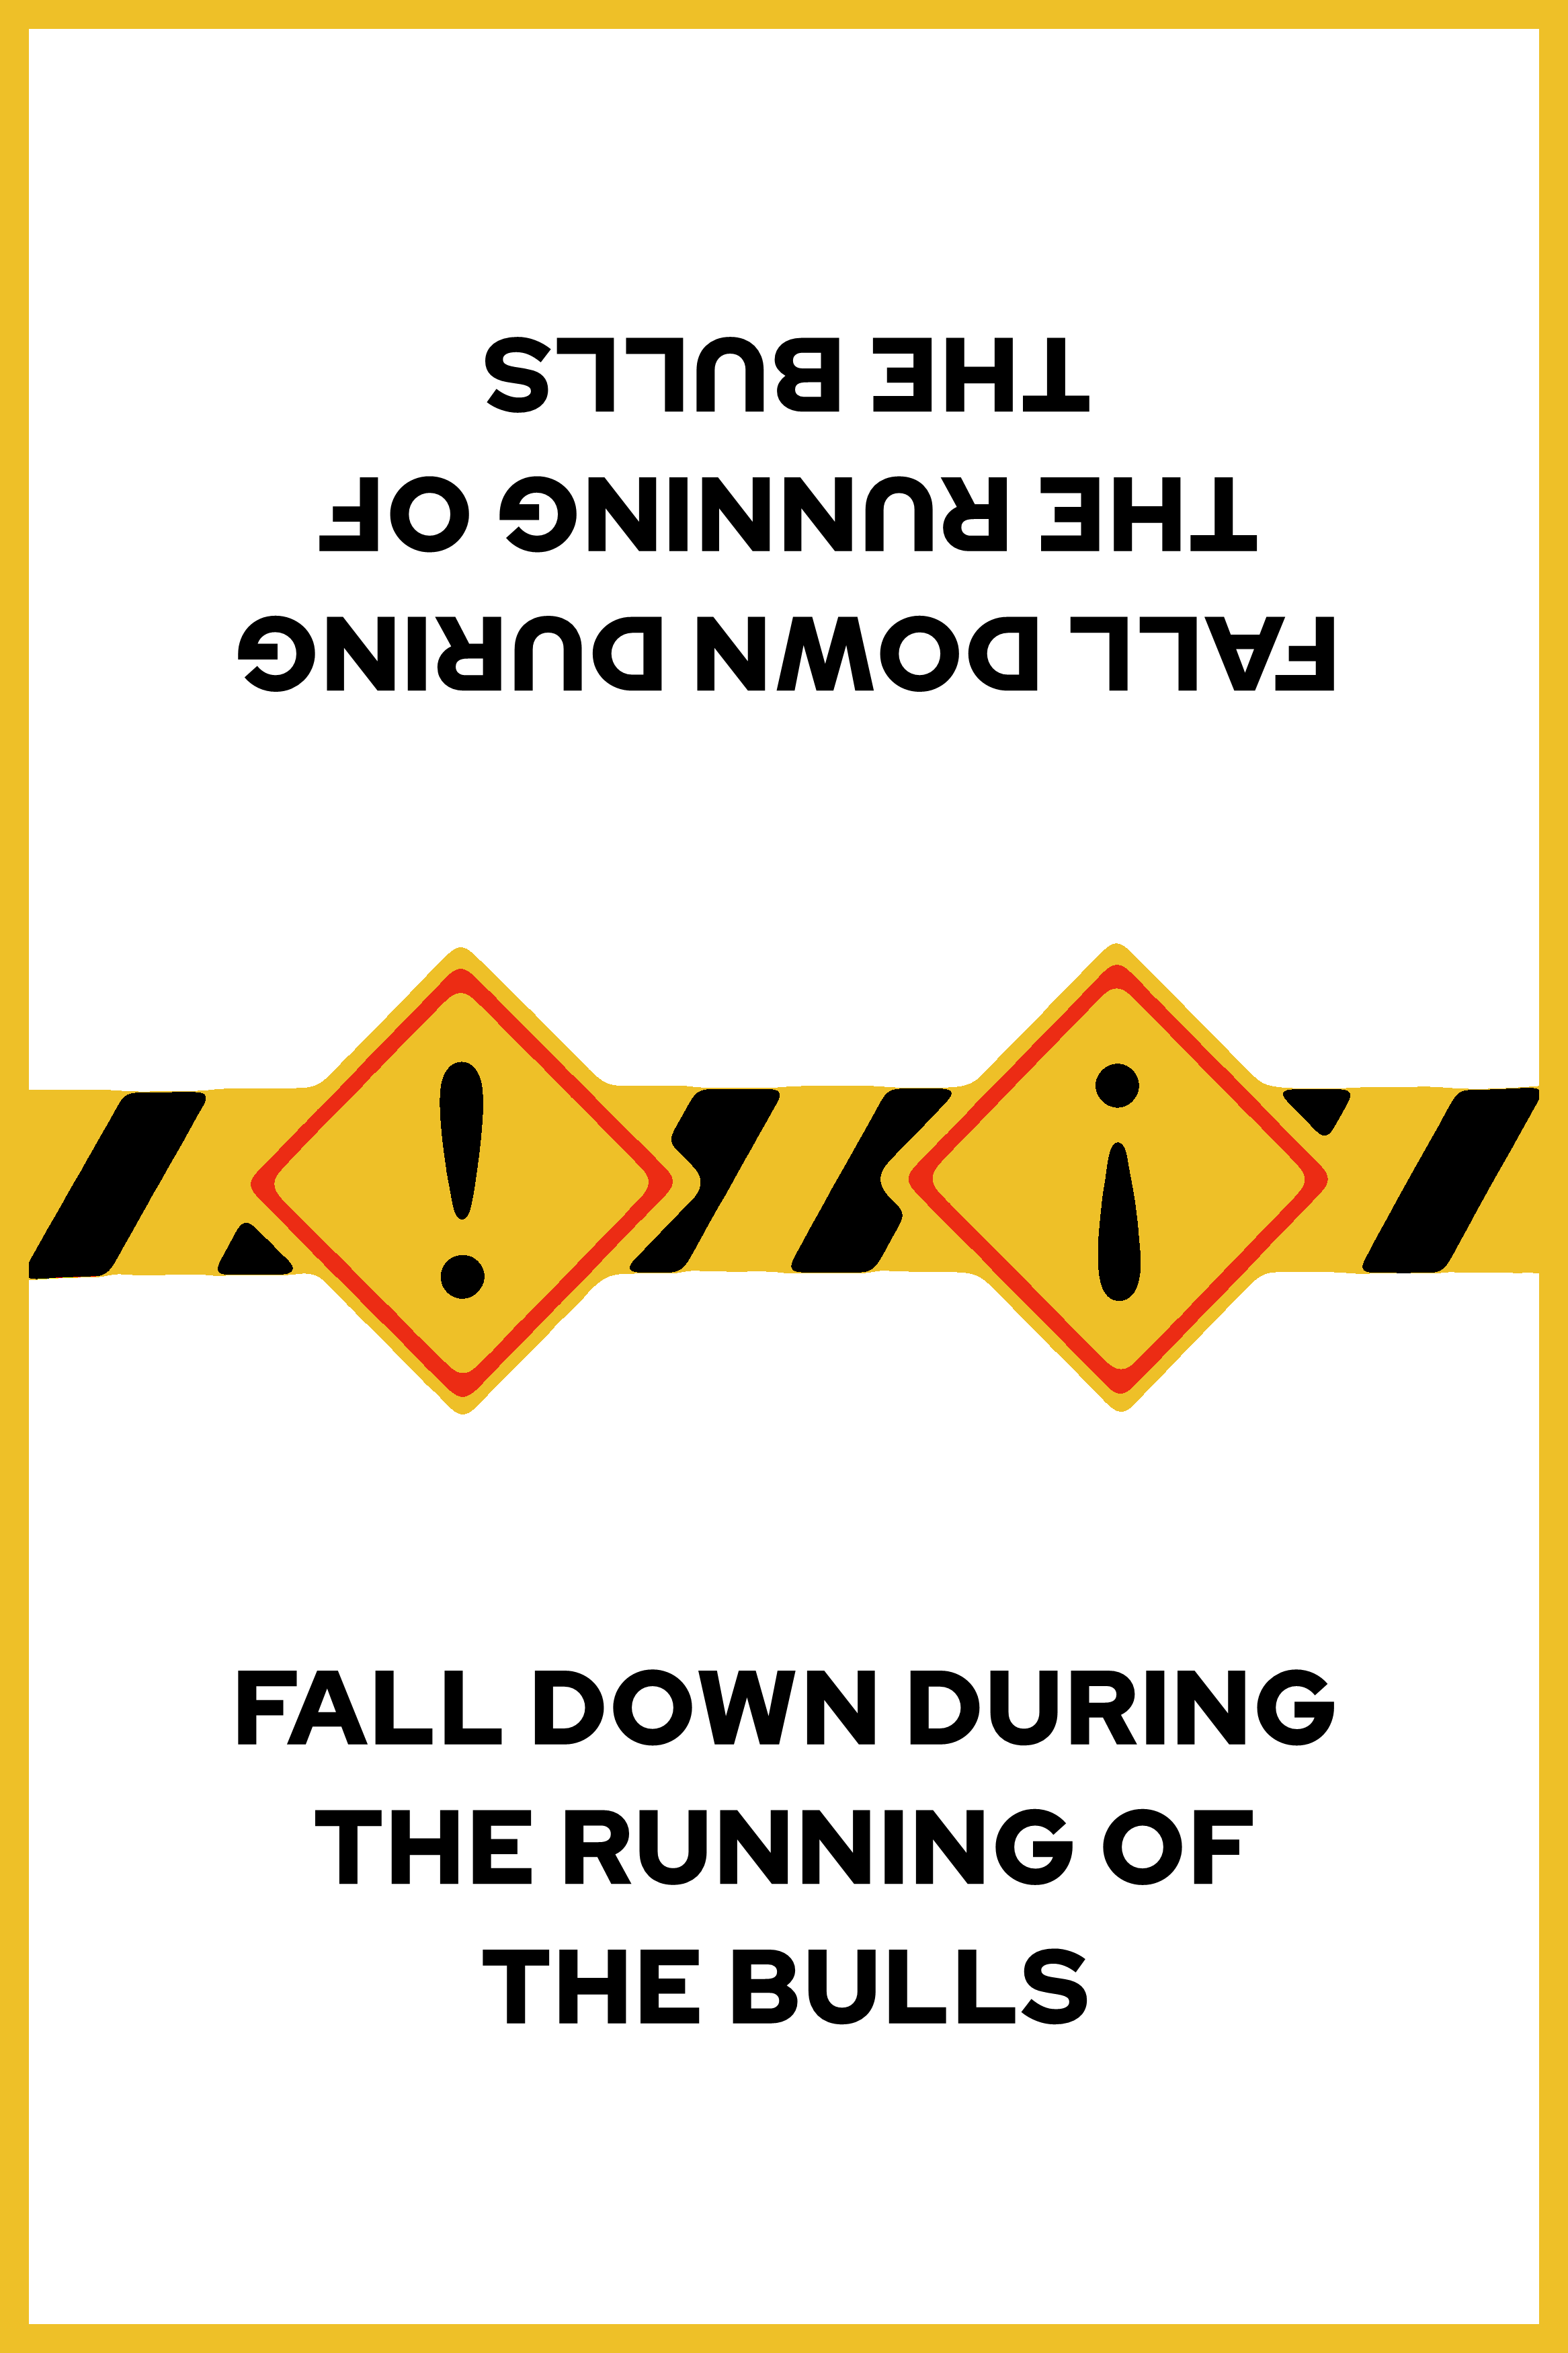 FALL DOWN DURING
THE RUNNING OF
THE BULLS
!
!
FALL DOWN DURING
THE RUNNING OF
THE BULLS